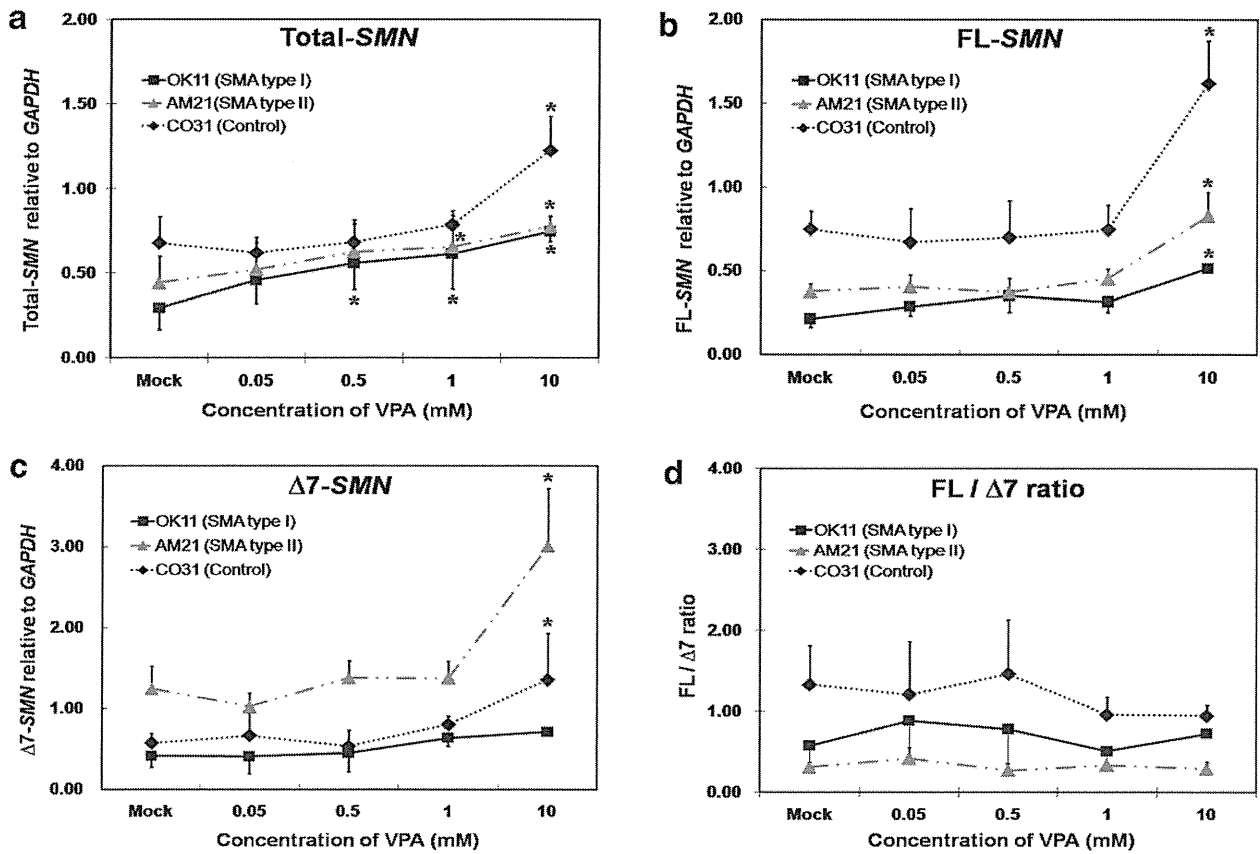 a
Total-SMN
Total-SMN relative to GAPDH
2.00
1.50
1.00
0.50
0.00
OK11 (SMA type I)
AM21(SMA type II)
CO31 (Control)
*
*
*
*
*
*
Mock 0.05 0.5 1 10
Concentration of VPA (mM)
b
FL-SMN
FL-SMN relative to GAPDH
2.00
1.50
1.00
0.50
0.00
OK11 (SMA type I)
AM21 (SMA type II)
CO31 (Control)
*
*
*
Mock 0.05 0.5 1 10
Concentration of VPA (mM)
c
Δ7-SMN
Δ7-SMN relative to GAPDH
4.00
3.00
2.00
1.00
0.00
OK11 (SMA type I)
AM21 (SMA type II)
CO31 (Control)
*
*
Mock 0.05 0.5 1 10
Concentration of VPA (mM)
d
FL / Δ7 ratio
FL / Δ7 ratio
4.00
3.00
2.00
1.00
0.00
OK11 (SMA type I)
AM21 (SMA type II)
CO31 (Control)
Mock 0.05 0.5 1 10
Concentration of VPA (mM)